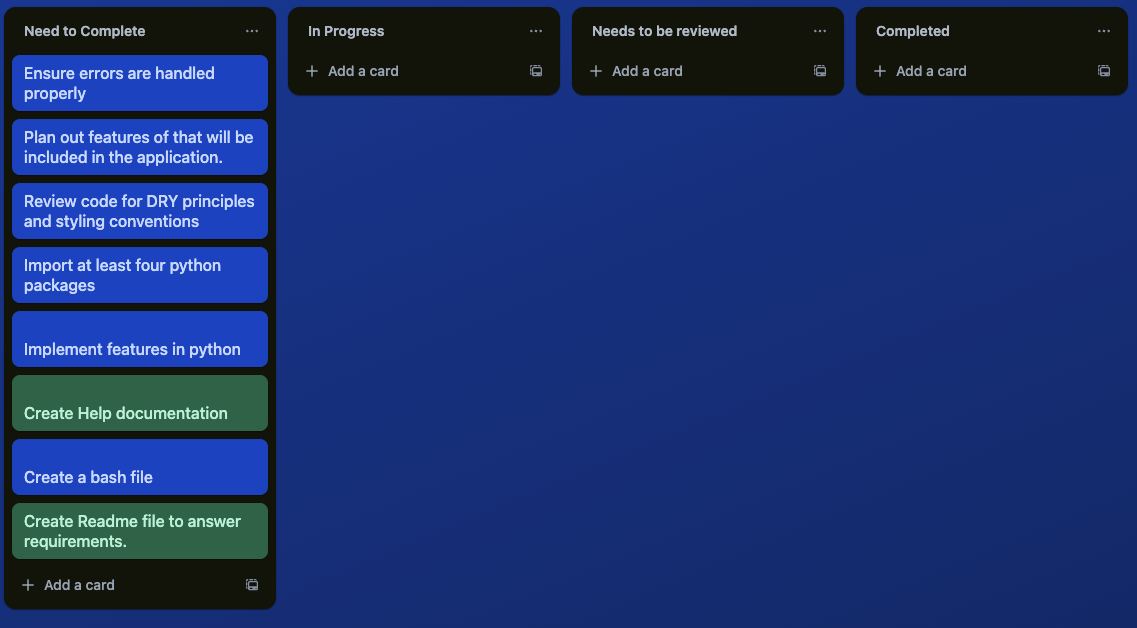 Need to Complete
Ensure errors are handled
properly
Plan out features of that will be
included in the application.
Review code for DRY principles
and styling conventions
Import at least four python
packages
Implement features in python
Create Help documentation
Create a bash file
Create Readme file to answer
requirements.
+ Add a card
In Progress
+ Add a card
Needs to be reviewed
+ Add a card
Completed
+ Add a card